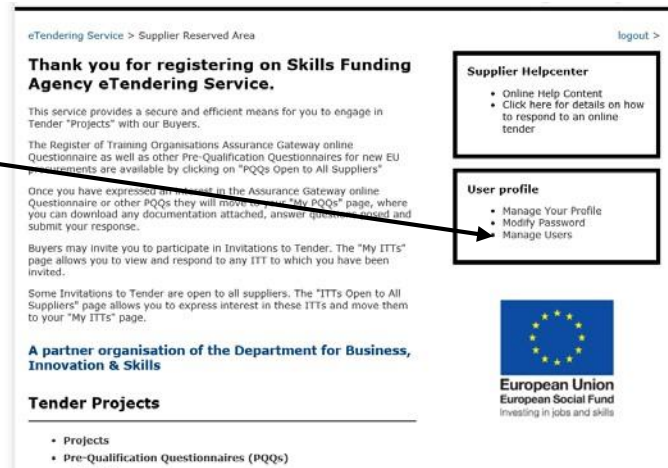 eTendering Service > Supplier Reserved Area
logout >
Thank you for registering on Skills Funding
Agency eTendering Service.
This service provides a secure and efficient means for you to engage in
Tender "Projects" with our Buyers.
The Register of Training Organisations Assurance Gateway online
Questionnaire as well as other Pre-Qualification Questionnaires for new EU
procurements are available by clicking on "PQQs Open to All Suppliers"
Once you have expressed an interest in the Assurance Gateway online
Questionnaire or other PQQs they will move to your "My PQQs" page, where
you can download any documentation attached, answer questions posed and
submit your response.
Buyers may invite you to participate in Invitations to Tender. The "My ITTs"
page allows you to view and respond to any ITT to which you have been
invited.
Some Invitations to Tender are open to all suppliers. The "ITTs Open to All
Suppliers" page allows you to express interest in these ITTs and move them
to your "My ITTs" page.
A partner organisation of the Department for Business,
Innovation & Skills
Tender Projects
• Projects
• Pre-Qualification Questionnaires (PQQs)
Supplier Helpcenter
• Online Help Content
• Click here for details on how
to respond to an online
tender
User profile
• Manage Your Profile
• Modify Password
• Manage Users
European Union
European Social Fund
Investing in jobs and skills